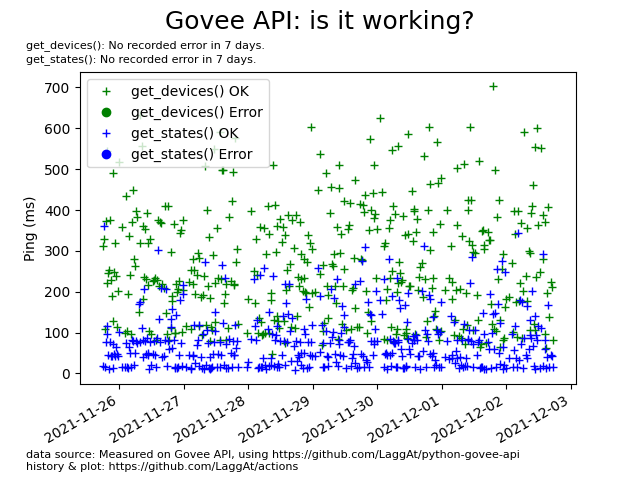 Govee API: is it working?
get_devices(): No recorded error in 7 days.
get_states(): No recorded error in 7 days.
get_devices() OK
get_devices() Error
get_states() OK
get_states() Error
Ping (ms)
700
600
500
400
300
200
100
0
2021-11-26
2021-11-27
2021-11-28
2021-11-29
2021-11-30
2021-12-01
2021-12-02
2021-12-03
data source: Measured on Govee API, using https://github.com/LaggAt/python-govee-api
history & plot: https://github.com/LaggAt/actions